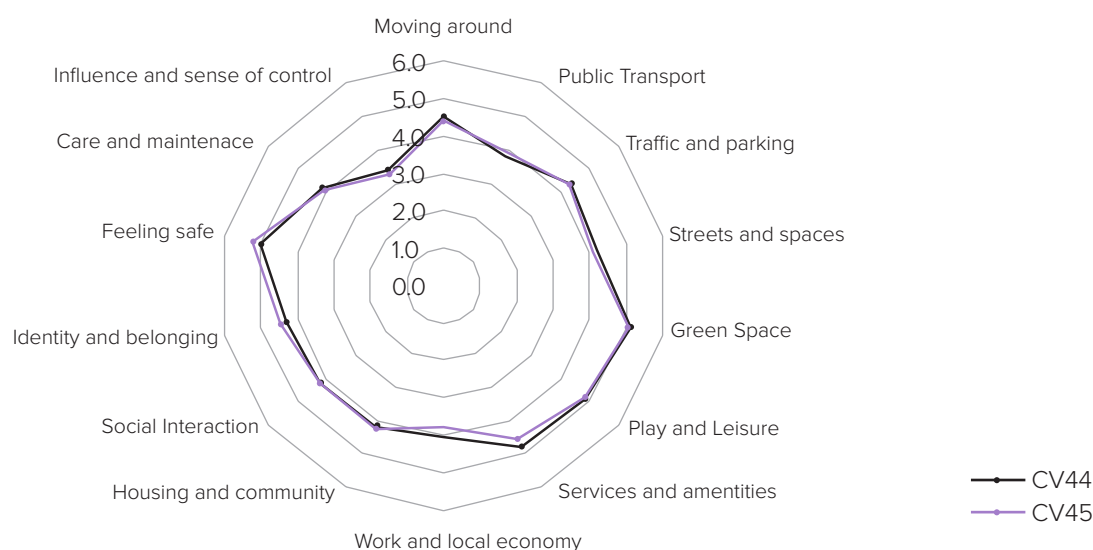 Moving around
Influence and sense of control
Public Transport
Care and maintenace
Traffic and parking
Feeling safe
Streets and spaces
Identity and belonging
Green Space
Social Interaction
Play and Leisure
Housing and community
Services and amentities
Work and local economy
6.0
5.0
4.0
3.0
2.0
1.0
0.0
CV44
CV45